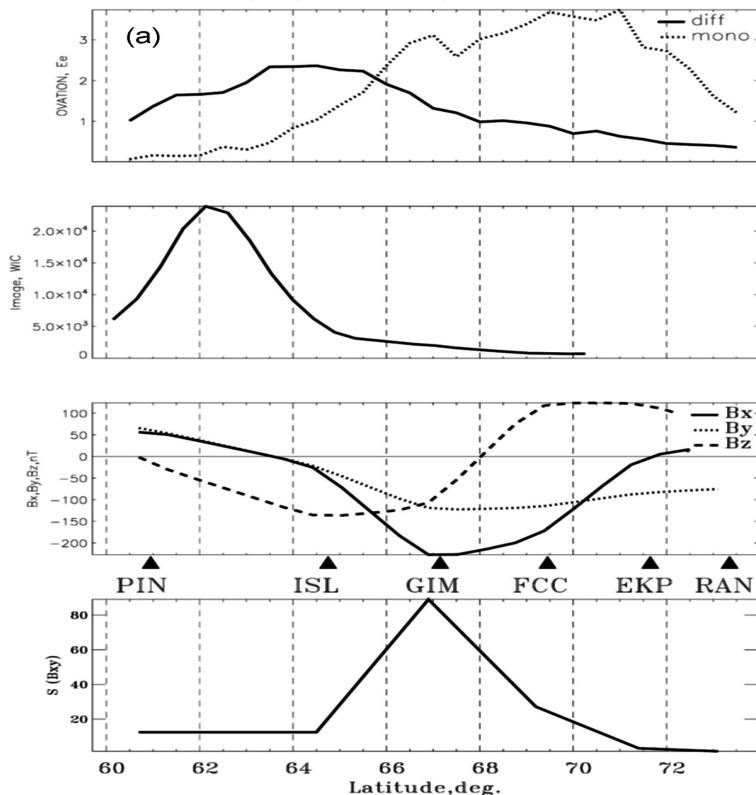 (a)
diff
mono
OVATION, Ee
3
2
1
Image, WIC
2.0×10⁴
1.5×10⁴
1.0×10⁴
5.0×10³
0
Bx,By,Bz,nT
100
50
0
-50
-100
-150
-200
Bx
By
Bz
PIN ISL GIM FCC EKP RAN
S (Bxy)
80
60
40
20
60 62 64 66 68 70 72
Latitude,deg.